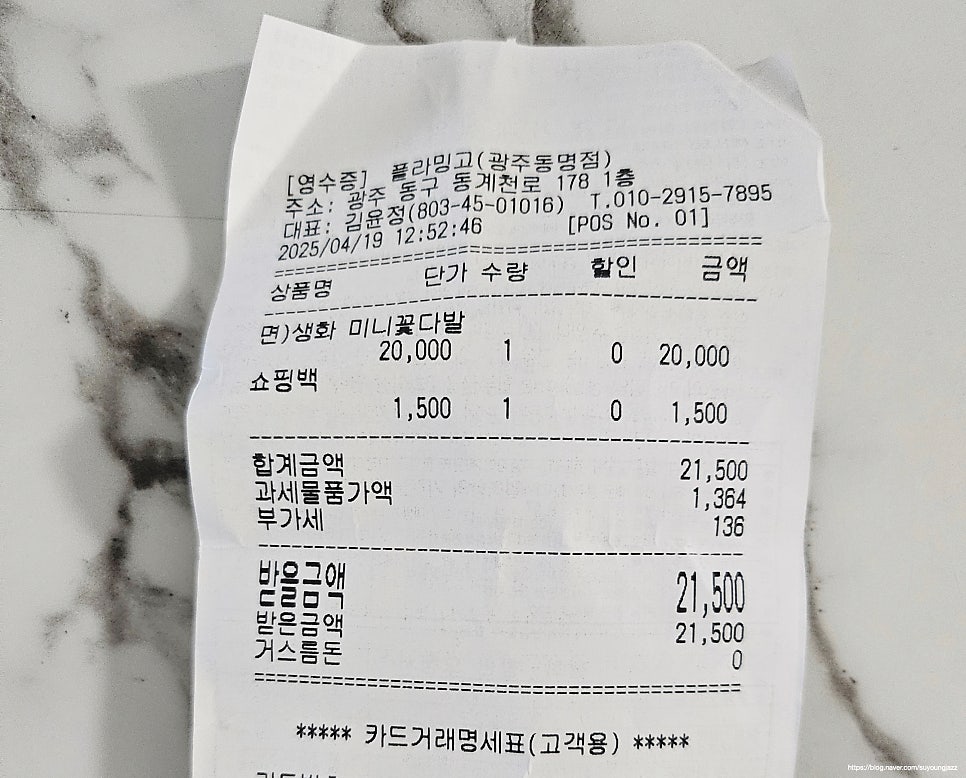 [영수증] 플라밍고(광주동명점)
주소: 광주 동구 동계천로 178 1층
대표: 김윤정(803-45-01016) T.010-2915-7895
2025/04/19 12:52:46 [POS No. 01]
==========================================
상품명 단가 수량 할인 금액
------------------------------------------
면)생화 미니꽃다발
20,000 1 0 20,000
쇼핑백
1,500 1 0 1,500
------------------------------------------
합계금액 21,500
과세물품가액 1,364
부가세 136
------------------------------------------
받을금액 21,500
받은금액 21,500
거스름돈 0
==========================================
***** 카드거래명세표(고객용) *****
https://blog.naver.com/suyoungjazz